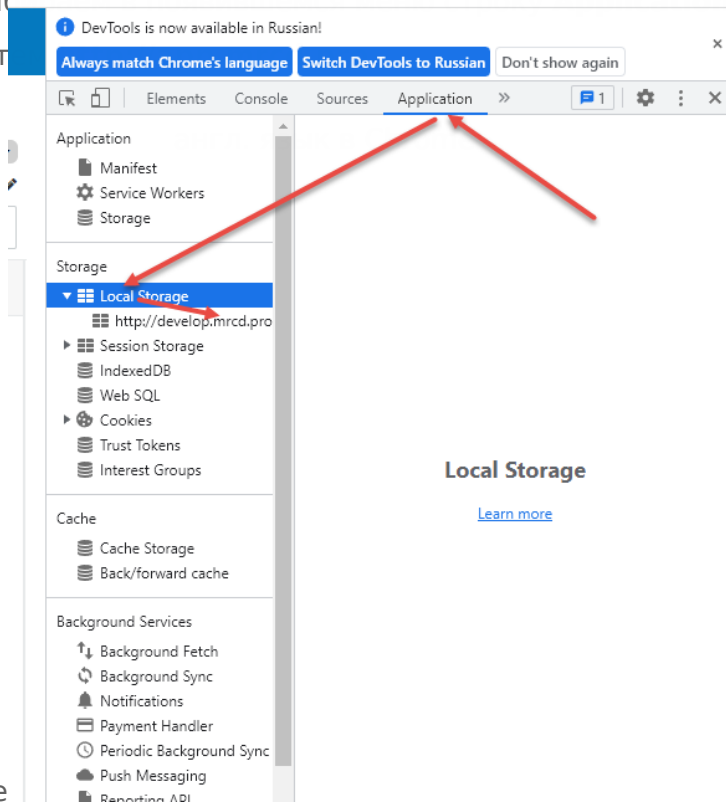 DevTools is now available in Russian!
Always match Chrome's language Switch DevTools to Russian Don't show again
Elements Console Sources Application 1
Application
Manifest
Service Workers
Storage
Storage
Local Storage
http://develop.mrcd.pro
Session Storage
IndexedDB
Web SQL
Cookies
Trust Tokens
Interest Groups
Local Storage
Learn more
Cache
Cache Storage
Back/forward cache
Background Services
Background Fetch
Background Sync
Notifications
Payment Handler
Periodic Background Sync
Push Messaging
Reporting API